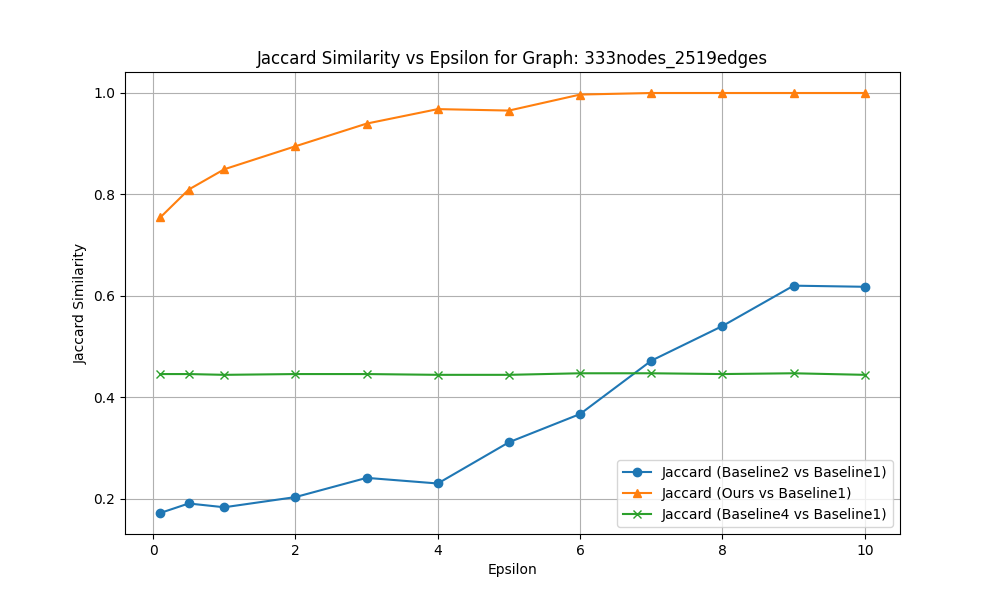 Jaccard Similarity vs Epsilon for Graph: 333nodes_2519edges
1.0
0.8
0.6
0.4
0.2
Jaccard Similarity
0 2 4 6 8 10
Epsilon
Jaccard (Baseline2 vs Baseline1)
Jaccard (Ours vs Baseline1)
Jaccard (Baseline4 vs Baseline1)